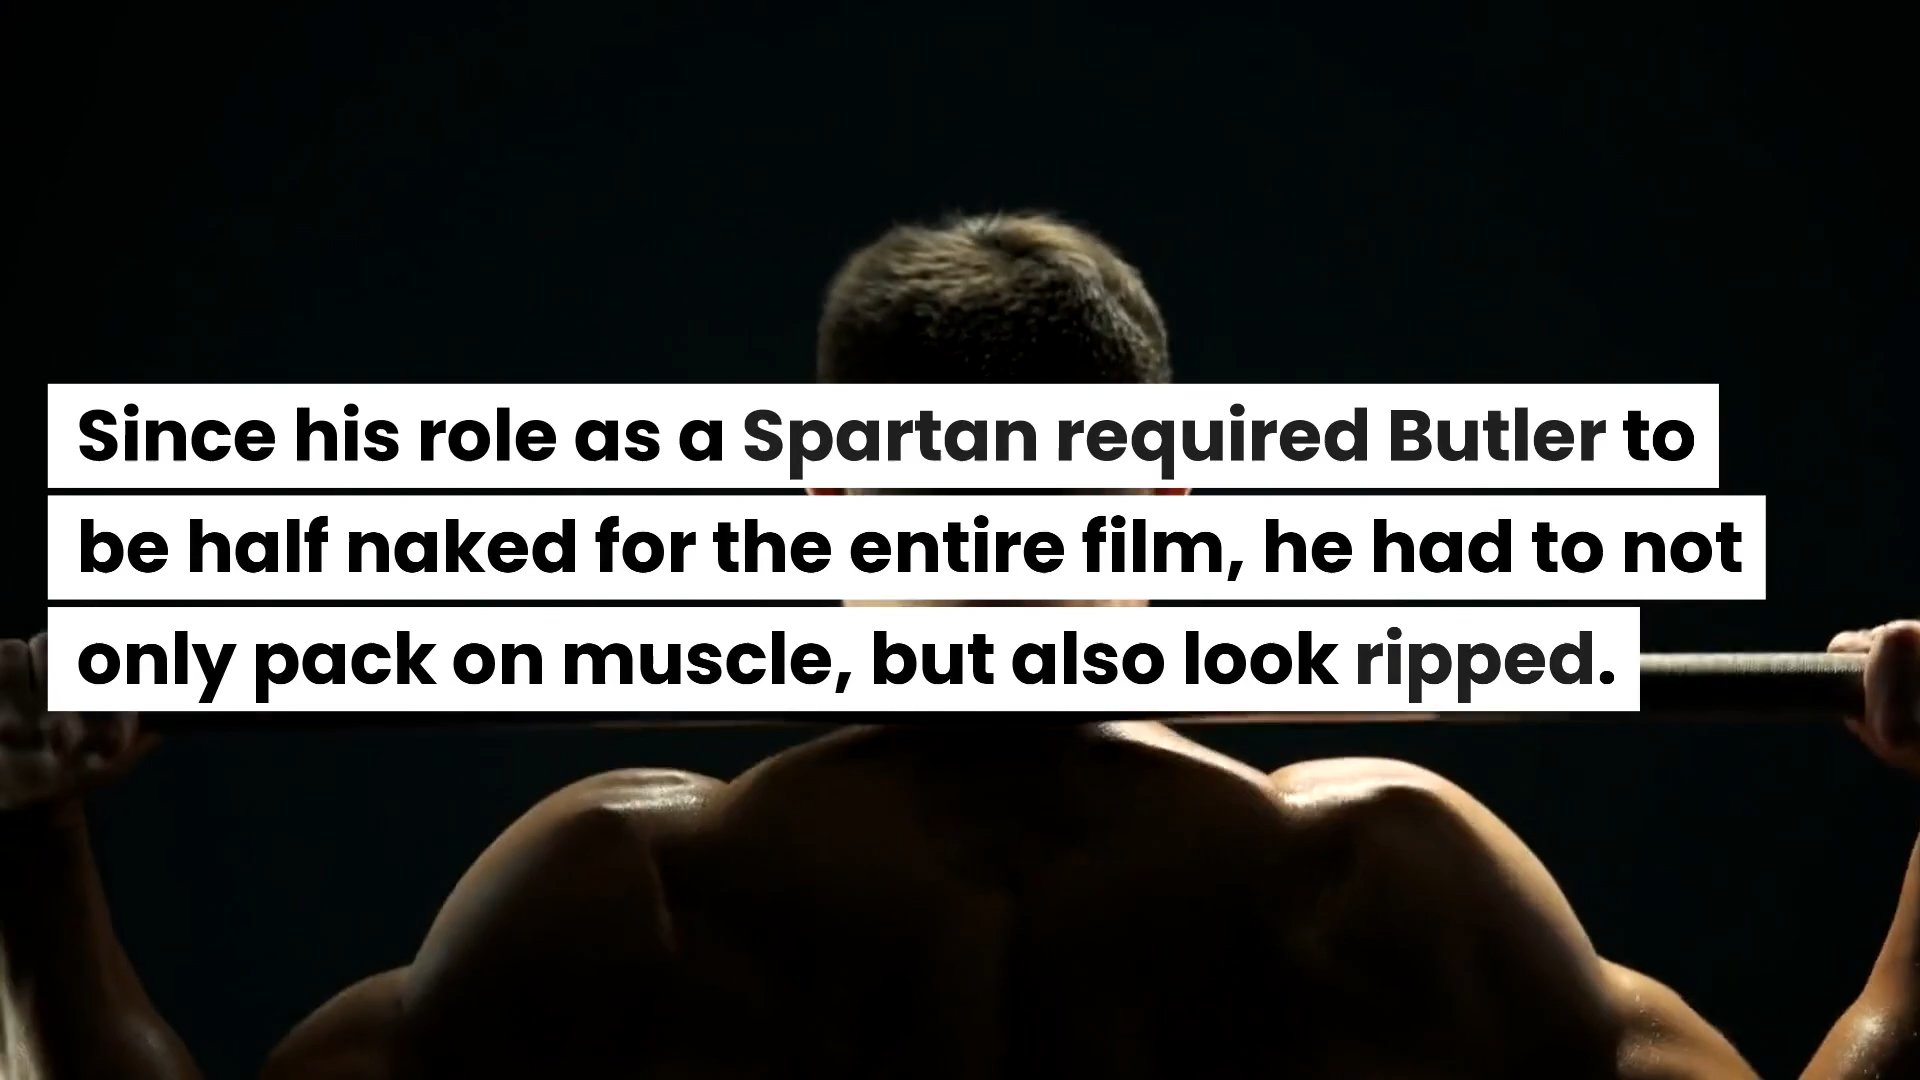 Since his role as a Spartan required Butler to
be half naked for the entire film, he had to not
only pack on muscle, but also look ripped.